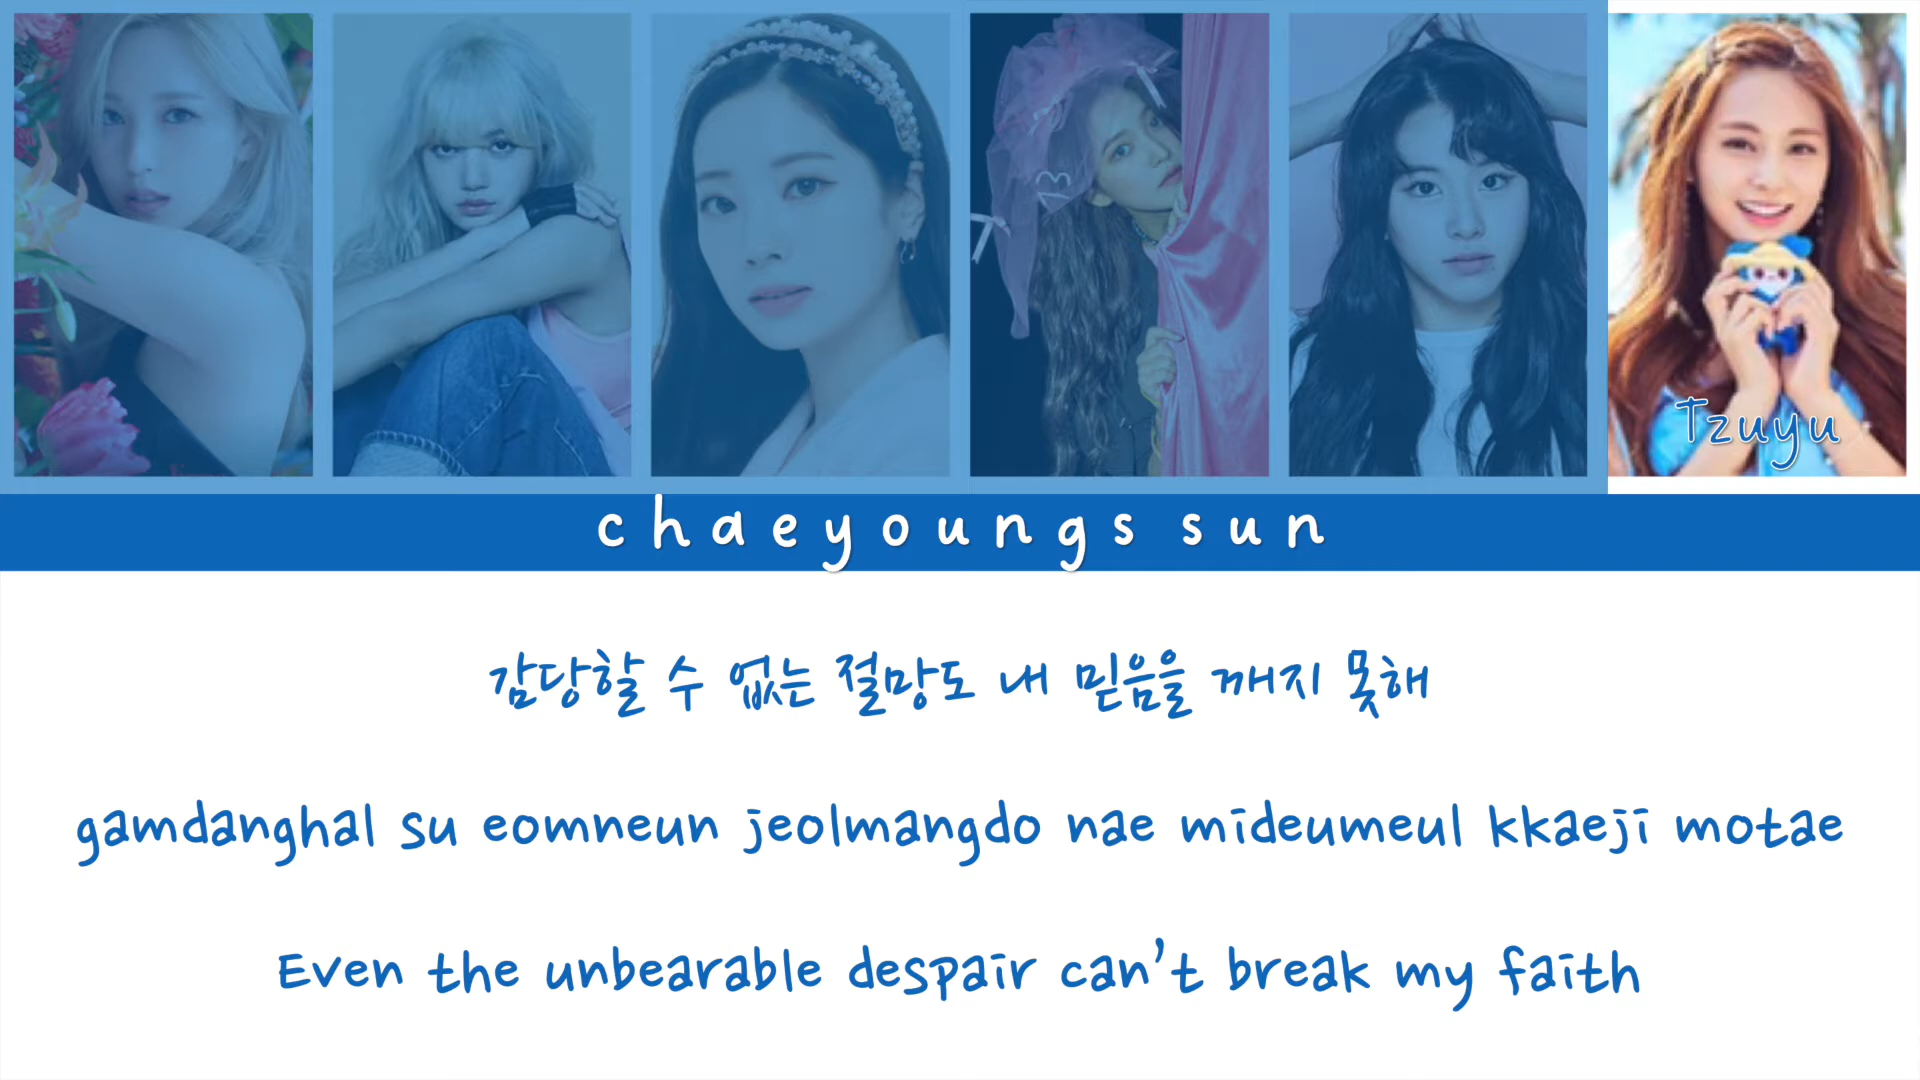 Tzuyu
chaeyoungs sun
감당할 수 없는 절망도 내 믿음을 깨지 못해
gamdanghal su eomneun jeolmangdo nae mideumeul kkaeji motae
Even the unbearable despair can't break my faith